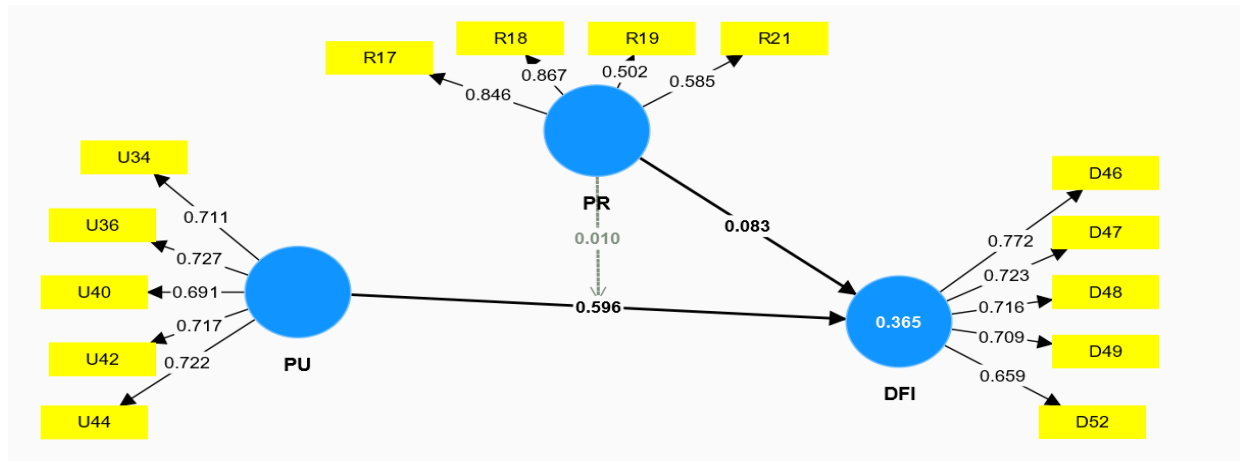 R17
R18
R19
R21
0.846
0.867
0.502
0.585
PR
0.010
0.083
U34
U36
U40
U42
U44
0.711
0.727
0.691
0.717
0.722
PU
0.596
0.365
DFI
0.772
0.723
0.716
0.709
0.659
D46
D47
D48
D49
D52